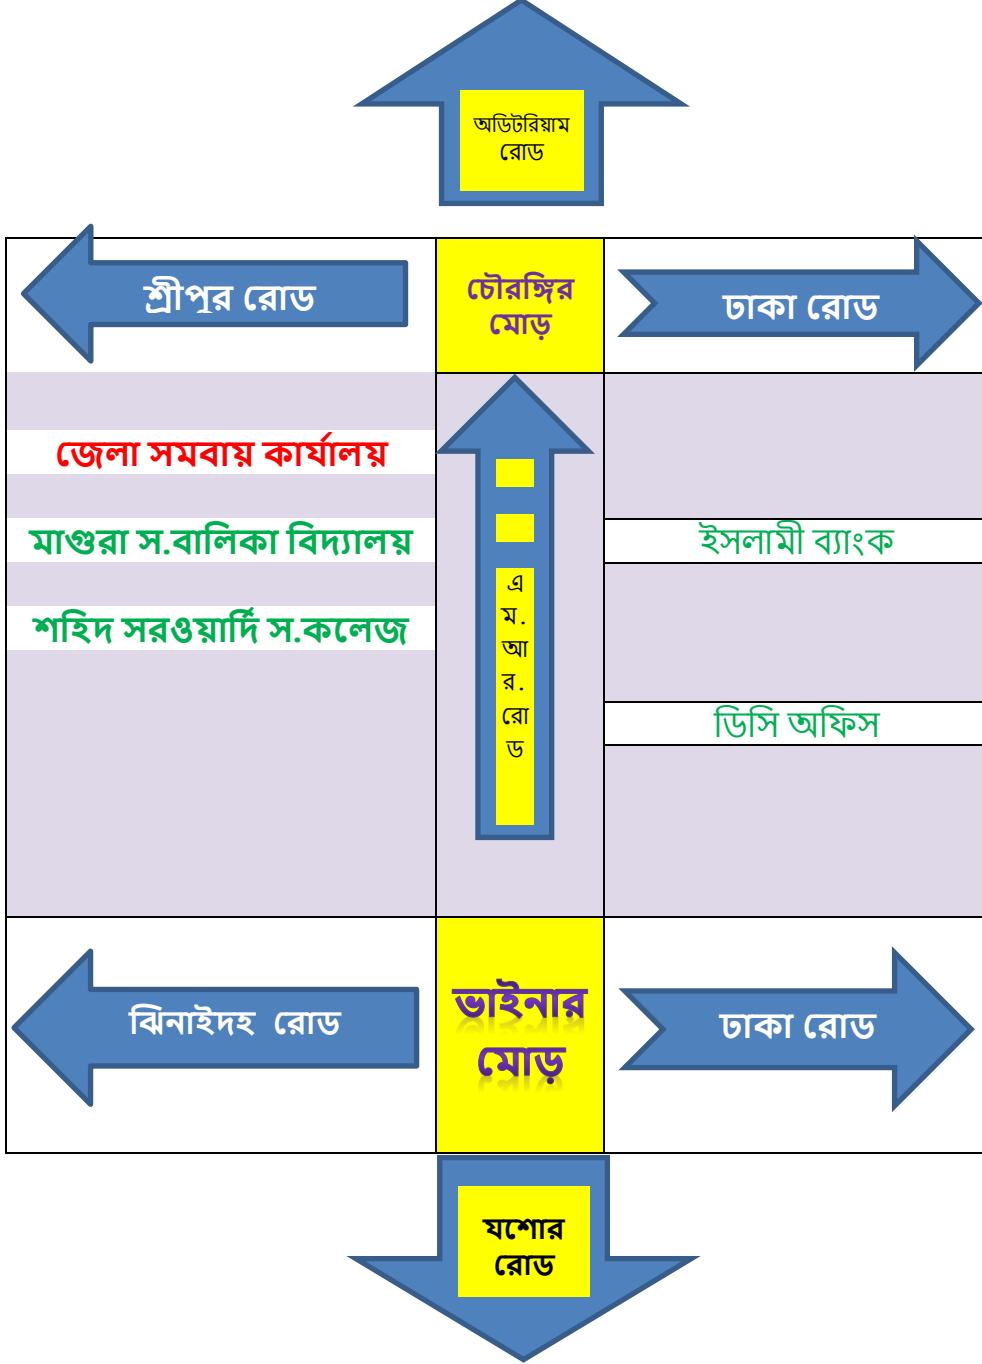 অডিটরিয়াম
রোড
শ্রীপুর রোড
চৌরঙ্গির
মোড়
ঢাকা রোড
জেলা সমবায় কার্যালয়
মাগুরা স.বালিকা বিদ্যালয়
ইসলামী ব্যাংক
শহিদ সরওয়ার্দি স.কলেজ
এ
ম.
আ
র.
রো
ড
ডিসি অফিস
ঝিনাইদহ রোড
ভাইনার
মোড়
ঢাকা রোড
যশোর
রোড